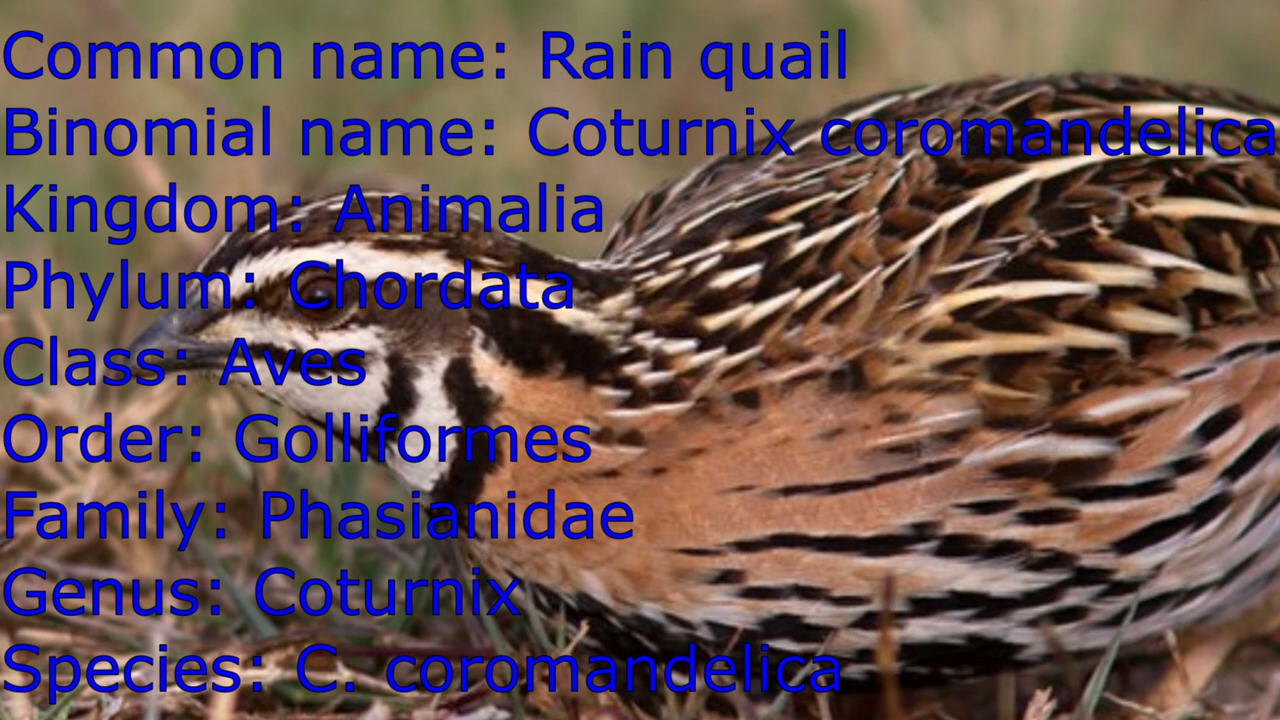 Common name: Rain quail
Binomial name: Coturnix coromandelica
Kingdom: Animalia
Phylum: Chordata
Class: Aves
Order: Golliformes
Family: Phasianidae
Genus: Coturnix
Species: C. coromandelica